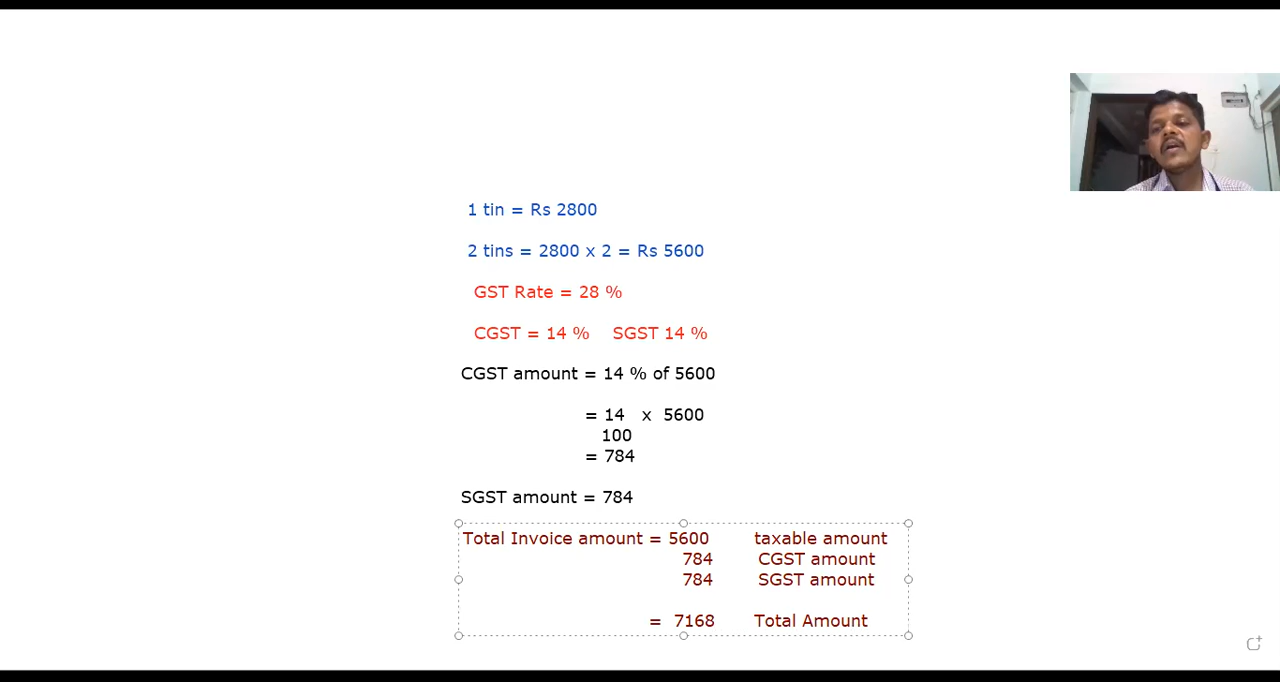 1 tin = Rs 2800
2 tins = 2800 x 2 = Rs 5600
GST Rate = 28 %
CGST = 14 % SGST 14 %
CGST amount = 14 % of 5600
= 14 x 5600
100
= 784
SGST amount = 784
Total Invoice amount = 5600 taxable amount
784 CGST amount
784 SGST amount
= 7168 Total Amount